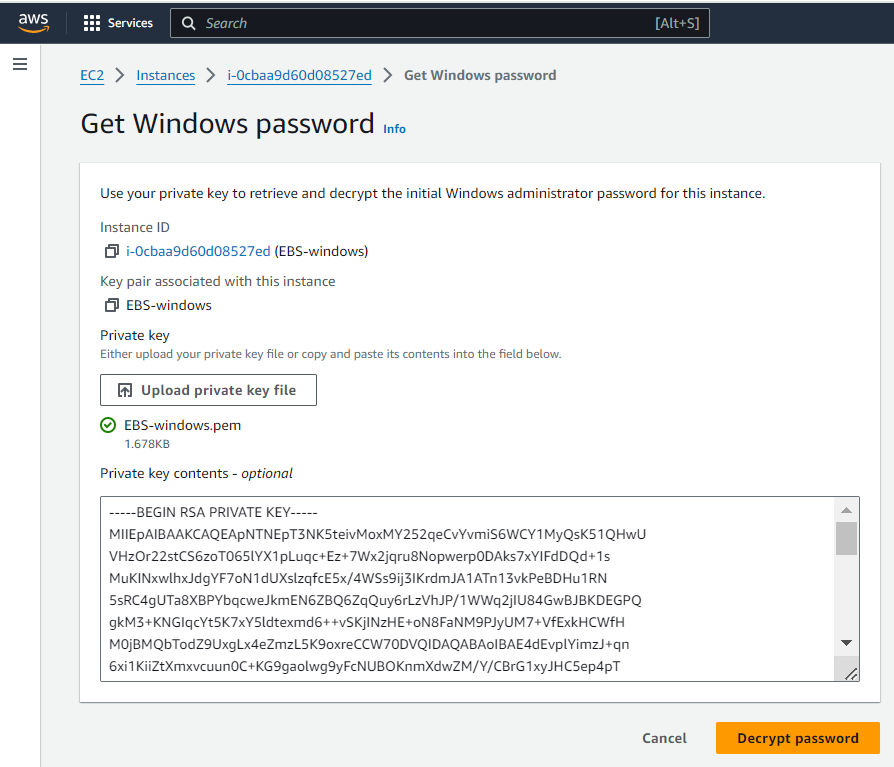 aws
Services
Search
[Alt+S]
EC2 > Instances > i-0cbaa9d60d08527ed > Get Windows password
Get Windows password Info
Use your private key to retrieve and decrypt the initial Windows administrator password for this instance.
Instance ID
i-0cbaa9d60d08527ed (EBS-windows)
Key pair associated with this instance
EBS-windows
Private key
Either upload your private key file or copy and paste its contents into the field below.
Upload private key file
EBS-windows.pem
1.678KB
Private key contents - optional
-----BEGIN RSA PRIVATE KEY-----
MIIEpAIBAAKCAQEApNTNEpT3NK5teivMoxMY252qeCvYvmiS6WCY1MyQsK51QHwU
VHzOr22stCS6zoT065lYX1pLuqc+Ez+7Wx2jqru8Nopwerp0DAks7xYIFdDQd+1s
MuKINxwlhxJdgYF7oN1dUXslzqfcE5x/4WSs9ij3IKrdmJA1ATn13vkPeBDHu1RN
5sRC4gUTa8XBPYbqcweJkmEN6ZBQ6ZqQuy6rLzVhJP/1WWq2jIU84GwBJBKDEGPQ
gkM3+KNGIqcYt5K7xY5ldtexmd6++vSKjINzHE+oN8FaNM9PJyUM7+VfExkHCWfH
M0jBMQbTodZ9UxgLx4eZmzL5K9oxreCCW70DVQIDAQABAoIBAE4dEvplYimzJ+qn
6xi1KiiZtXmxvcuun0C+KG9gaolwg9yFcNUBOKnmXdwZM/Y/CBrG1xyJHC5ep4pT
Cancel
Decrypt password